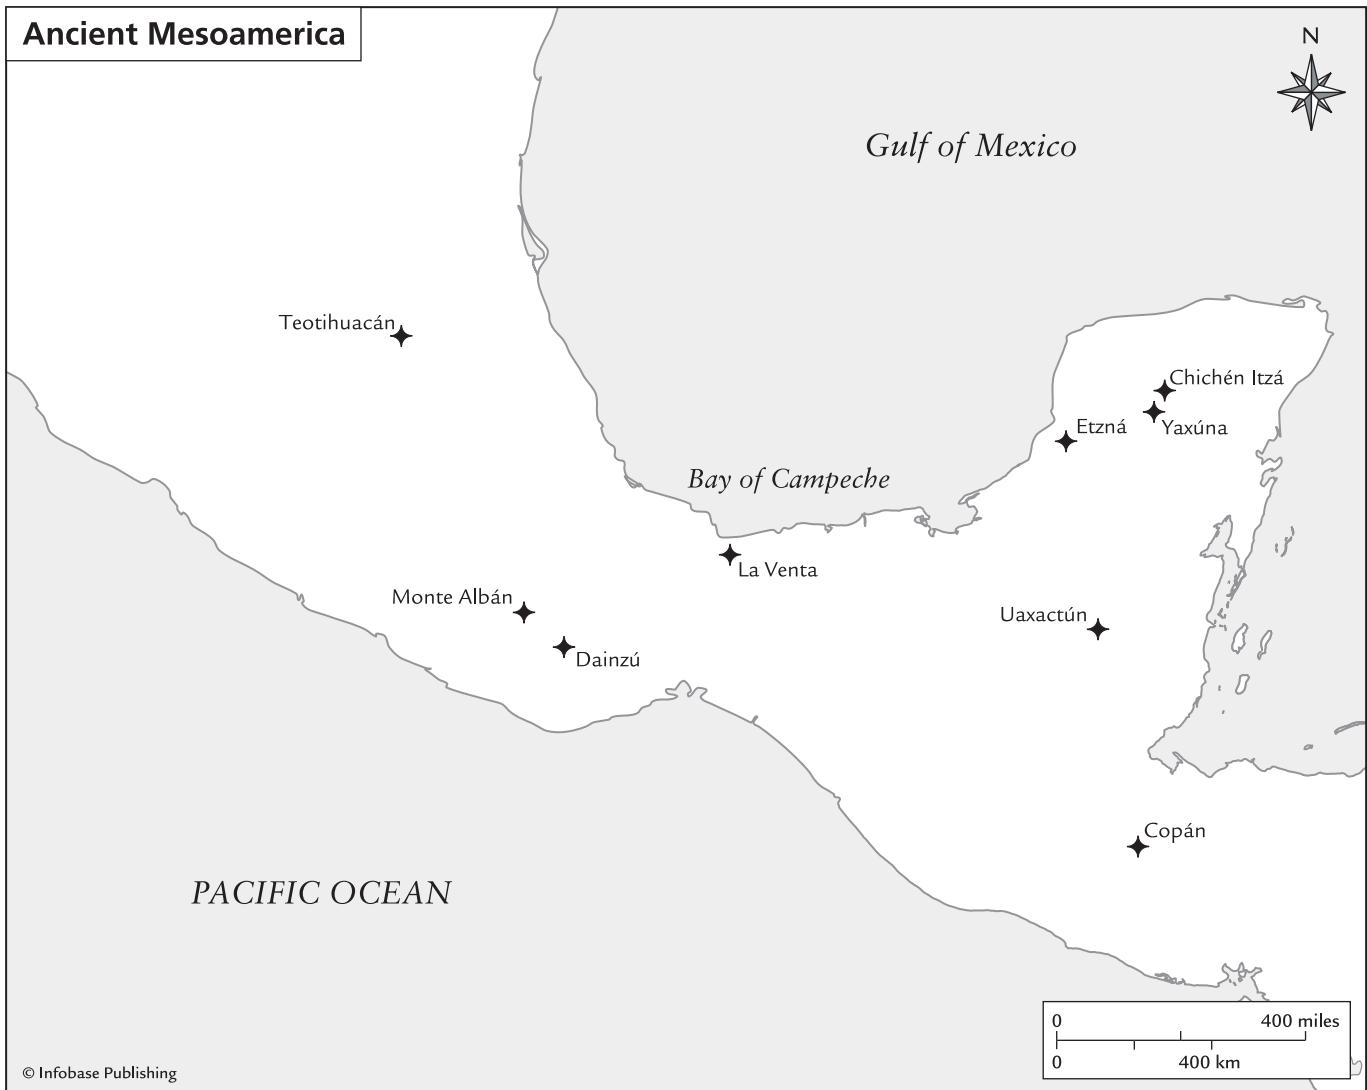 Ancient Mesoamerica
N
Gulf of Mexico
Teotihuacán
Chichén Itzá
Etzná
Yaxúna
Bay of Campeche
La Venta
Monte Albán
Uaxactún
Dainzú
Copán
PACIFIC OCEAN
0 400 miles
0 400 km
© Infobase Publishing